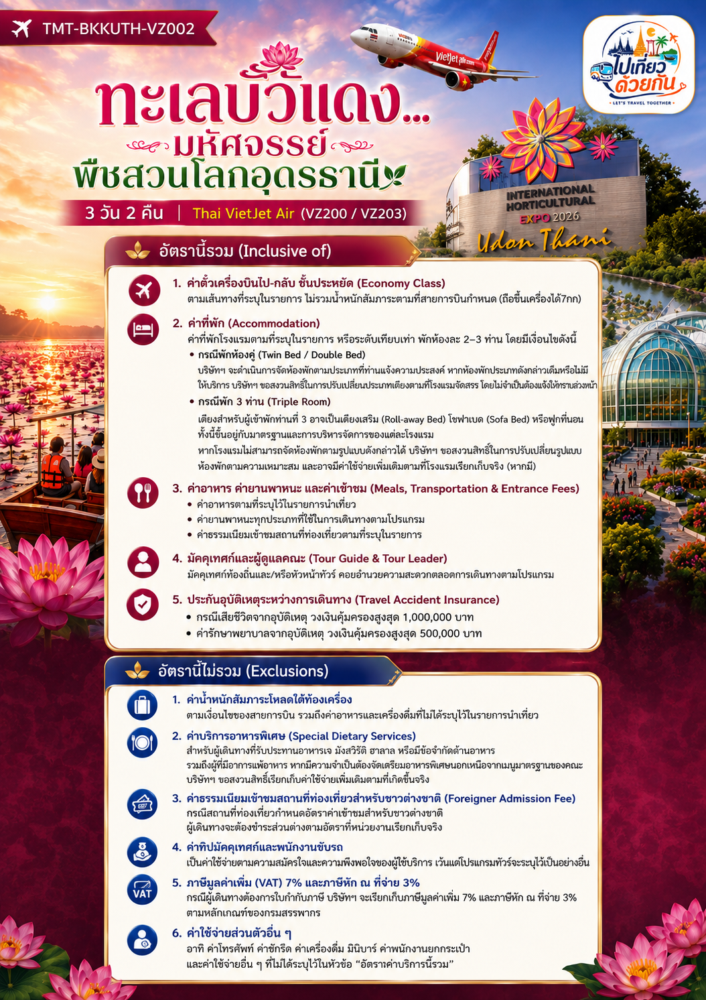 TMT-BKKUTH-VZ002
vietjet air.com
ไปเที่ยว
ด้วยกัน
• LET'S TRAVEL TOGETHER •
ทะเลบัวแดง...
มหัศจรรย์
พืชสวนโลกอุดรธานี
3 วัน 2 คืน | Thai VietJet Air (VZ200 / VZ203)
INTERNATIONAL
HORTICULTURAL
EXPO 2026
Udon Thani
อัตรานี้รวม (Inclusive of)
1. ค่าตั๋วเครื่องบินไป-กลับ ชั้นประหยัด (Economy Class)
ตามเส้นทางที่ระบุในรายการ ไม่รวมน้ำหนักสัมภาระตามที่สายการบินกำหนด (ถือขึ้นเครื่องได้7กก)
2. ค่าที่พัก (Accommodation)
ค่าที่พักโรงแรมตามที่ระบุในรายการ หรือระดับเทียบเท่า พักห้องละ 2–3 ท่าน โดยมีเงื่อนไขดังนี้
• กรณีพักห้องคู่ (Twin Bed / Double Bed)
บริษัทฯ จะดำเนินการจัดห้องพักตามประเภทที่ท่านแจ้งความประสงค์ หากห้องพักประเภทดังกล่าวเต็มหรือไม่มี
ให้บริการ บริษัทฯ ขอสงวนสิทธิ์ในการปรับเปลี่ยนประเภทเตียงตามที่โรงแรมจัดสรร โดยไม่จำเป็นต้องแจ้งให้ทราบล่วงหน้า
• กรณีพัก 3 ท่าน (Triple Room)
เตียงสำหรับผู้เข้าพักท่านที่ 3 อาจเป็นเตียงเสริม (Roll-away Bed) โซฟาเบด (Sofa Bed) หรือฟูกที่นอน
ทั้งนี้ขึ้นอยู่กับมาตรฐานและการบริหารจัดการของแต่ละโรงแรม
หากโรงแรมไม่สามารถจัดห้องพักตามรูปแบบดังกล่าวได้ บริษัทฯ ขอสงวนสิทธิ์ในการปรับเปลี่ยนรูปแบบ
ห้องพักตามความเหมาะสม และอาจมีค่าใช้จ่ายเพิ่มเติมตามที่โรงแรมเรียกเก็บจริง (หากมี)
3. ค่าอาหาร ค่ายานพาหนะ และค่าเข้าชม (Meals, Transportation & Entrance Fees)
• ค่าอาหารตามที่ระบุไว้ในรายการนำเที่ยว
• ค่ายานพาหนะทุกประเภทที่ใช้ในการเดินทางตามโปรแกรม
• ค่าธรรมเนียมเข้าชมสถานที่ท่องเที่ยวตามที่ระบุในรายการ
4. มัคคุเทศก์และผู้ดูแลคณะ (Tour Guide & Tour Leader)
มัคคุเทศก์ท้องถิ่นและ/หรือหัวหน้าทัวร์ คอยอำนวยความสะดวกตลอดการเดินทางตามโปรแกรม
5. ประกันอุบัติเหตุระหว่างการเดินทาง (Travel Accident Insurance)
• กรณีเสียชีวิตจากอุบัติเหตุ วงเงินคุ้มครองสูงสุด 1,000,000 บาท
• ค่ารักษาพยาบาลจากอุบัติเหตุ วงเงินคุ้มครองสูงสุด 500,000 บาท
อัตรานี้ไม่รวม (Exclusions)
1. ค่าน้ำหนักสัมภาระโหลดใต้ท้องเครื่อง
ตามเงื่อนไขของสายการบิน รวมถึงค่าอาหารและเครื่องดื่มที่ไม่ได้ระบุไว้ในรายการนำเที่ยว
2. ค่าบริการอาหารพิเศษ (Special Dietary Services)
สำหรับผู้เดินทางที่รับประทานอาหารเจ มังสวิรัติ ฮาลาล หรือมีข้อจำกัดด้านอาหาร
รวมถึงผู้ที่มีอาการแพ้อาหาร หากมีความจำเป็นต้องจัดเตรียมอาหารพิเศษนอกเหนือจากเมนูมาตรฐานของคณะ
บริษัทฯ ขอสงวนสิทธิ์เรียกเก็บค่าใช้จ่ายเพิ่มเติมตามที่เกิดขึ้นจริง
3. ค่าธรรมเนียมเข้าชมสถานที่ท่องเที่ยวสำหรับชาวต่างชาติ (Foreigner Admission Fee)
กรณีสถานที่ท่องเที่ยวกำหนดอัตราค่าเข้าชมสำหรับชาวต่างชาติ
ผู้เดินทางจะต้องชำระส่วนต่างตามอัตราที่หน่วยงานเรียกเก็บจริง
4. ค่าทิปมัคคุเทศก์และพนักงานขับรถ
เป็นค่าใช้จ่ายตามความสมัครใจและความพึงพอใจของผู้ใช้บริการ เว้นแต่โปรแกรมทัวร์จะระบุไว้เป็นอย่างอื่น
VAT
5. ภาษีมูลค่าเพิ่ม (VAT) 7% และภาษีหัก ณ ที่จ่าย 3%
กรณีผู้เดินทางต้องการใบกำกับภาษี บริษัทฯ จะเรียกเก็บภาษีมูลค่าเพิ่ม 7% และภาษีหัก ณ ที่จ่าย 3%
ตามหลักเกณฑ์ของกรมสรรพากร
6. ค่าใช้จ่ายส่วนตัวอื่น ๆ
อาทิ ค่าโทรศัพท์ ค่าซักรีด ค่าเครื่องดื่ม มินิบาร์ ค่าพนักงานยกกระเป๋า
และค่าใช้จ่ายอื่น ๆ ที่ไม่ได้ระบุไว้ในหัวข้อ “อัตราค่าบริการนี้รวม”